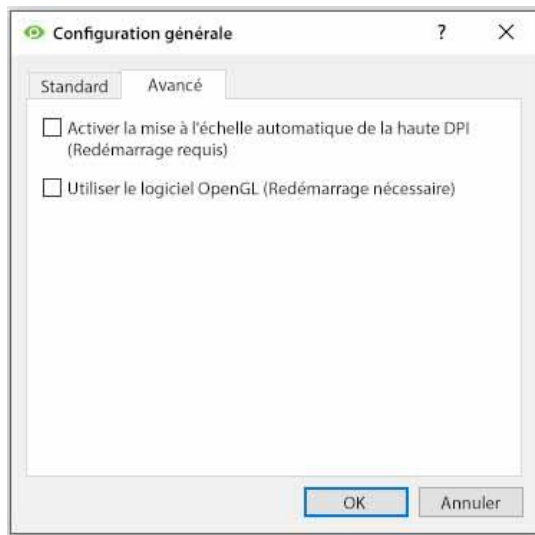 Configuration générale
?
Standard
Avancé
Activer la mise à l'échelle automatique de la haute DPI
(Redémarrage requis)
Utiliser le logiciel OpenGL (Redémarrage nécessaire)
OK
Annuler